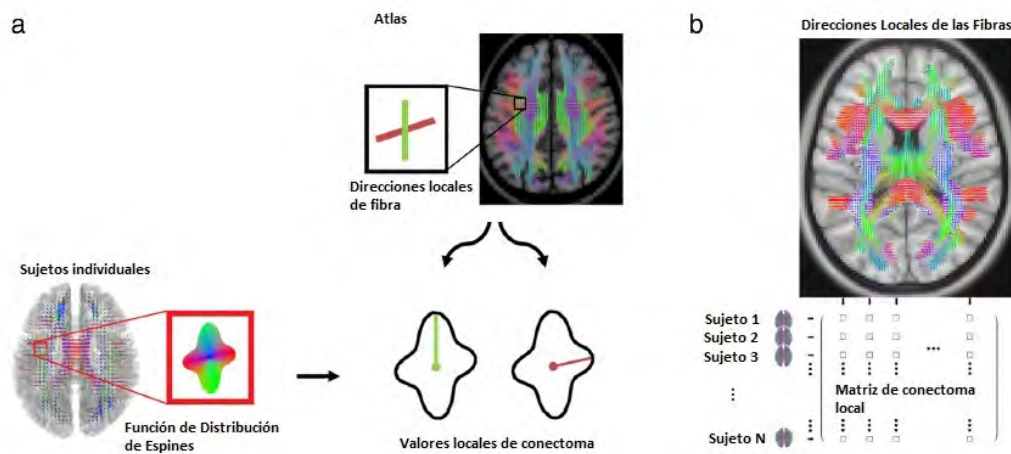 a
Atlas
Direcciones locales
de fibra
Sujetos individuales
Función de Distribución
de Espines
Valores locales de conectoma
b
Direcciones Locales de las Fibras
Sujeto 1
Sujeto 2
Sujeto 3
Sujeto N
Matriz de conectoma
local